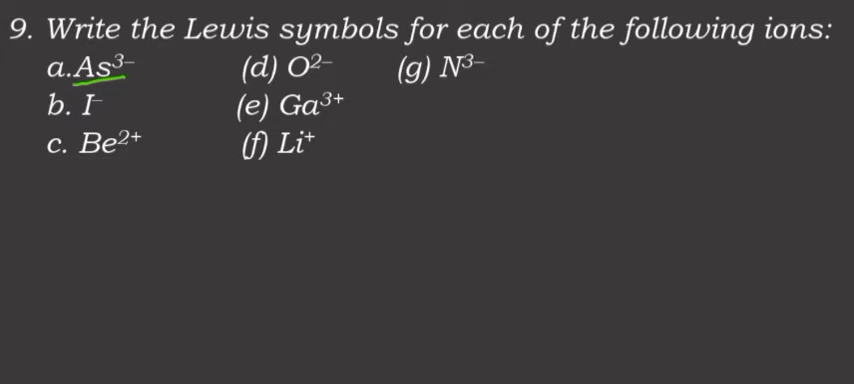 9. Write the Lewis symbols for each of the following ions:
a.As³⁻ (d) O²⁻ (g) N³⁻
b. I⁻ (e) Ga³⁺
c. Be²⁺ (f) Li⁺